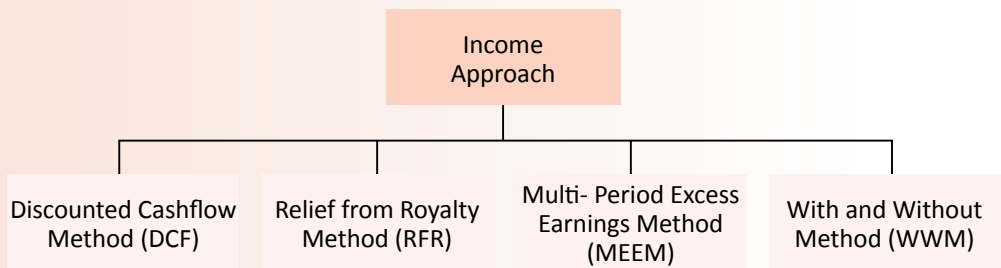 Income
Approach
Discounted Cashflow
Method (DCF)
Relief from Royalty
Method (RFR)
Multi- Period Excess
Earnings Method
(MEEM)
With and Without
Method (WWM)